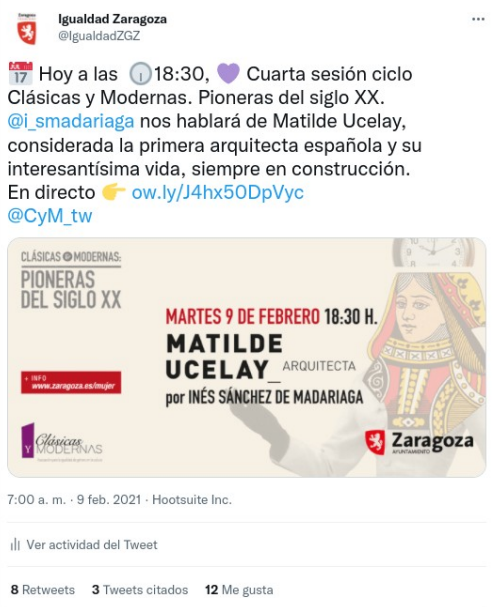 Igualdad Zaragoza
@IgualdadZGZ
JUL 17 Hoy a las 18:30, Cuarta sesión ciclo
Clásicas y Modernas. Pioneras del siglo XX.
@i_smadariaga nos hablará de Matilde Ucelay,
considerada la primera arquitecta española y su
interesantísima vida, siempre en construcción.
En directo ow.ly/J4hx50DpVyc
@CyM_tw
CLÁSICAS Y MODERNAS:
PIONERAS
DEL SIGLO XX
MARTES 9 DE FEBRERO 18:30 H.
MATILDE
UCELAY_ ARQUITECTA
por INÉS SÁNCHEZ DE MADARIAGA
+ INFO
www.zaragoza.es/mujer
Clásicas
Y MODERNAS
Zaragoza
AYUNTAMIENTO
7:00 a. m. · 9 feb. 2021 · Hootsuite Inc.
Ver actividad del Tweet
8 Retweets 3 Tweets citados 12 Me gusta